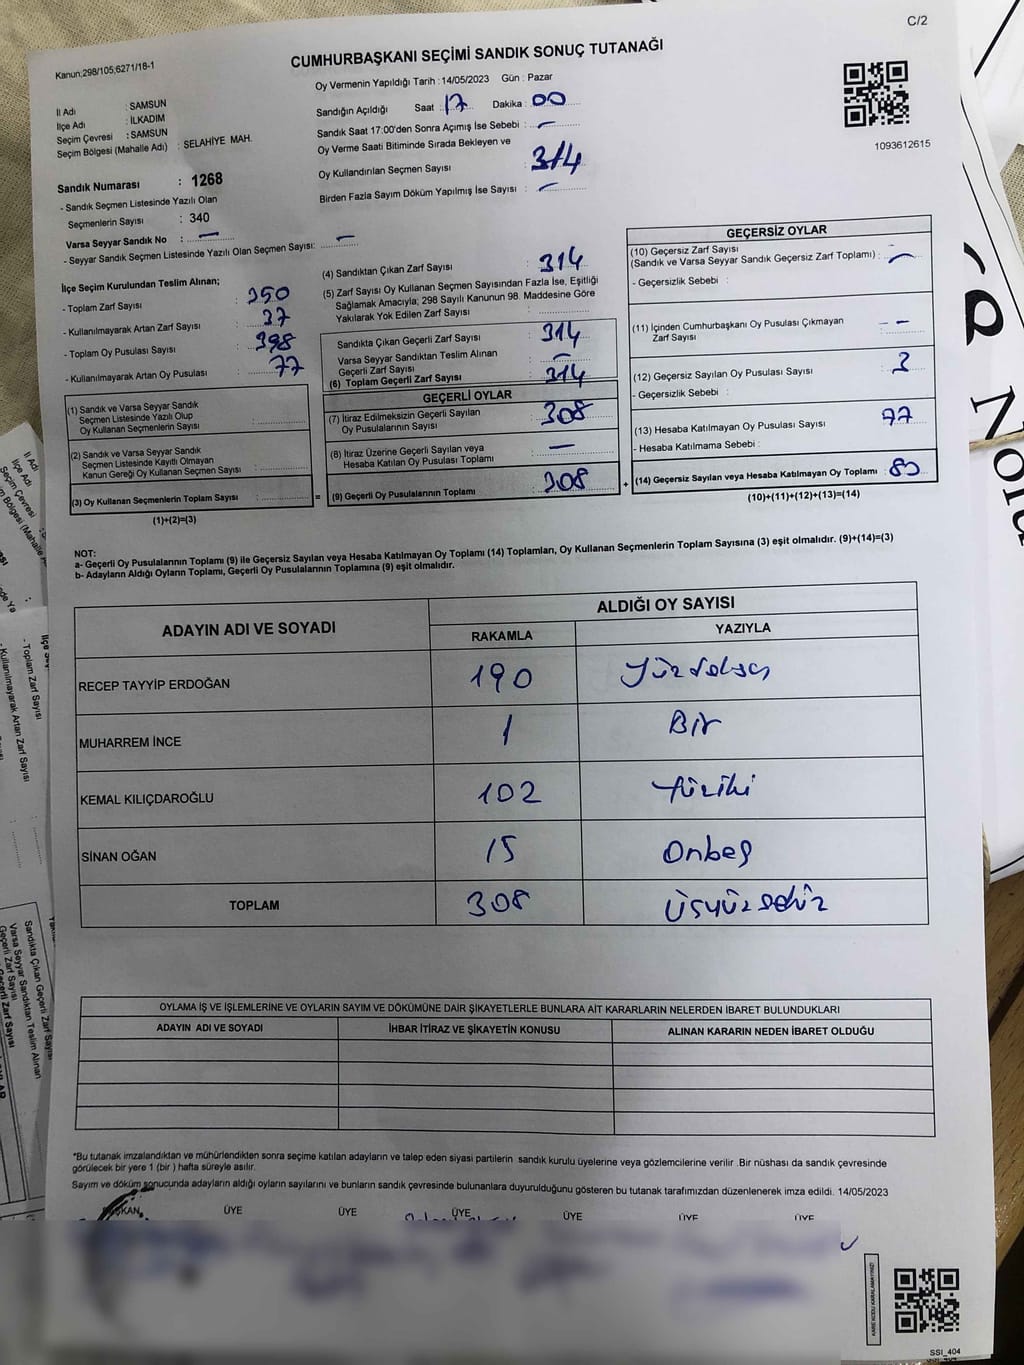 C/2
Kanun;298/105;6271/18-1
CUMHURBAŞKANI SEÇİMİ SANDIK SONUÇ TUTANAĞI
Oy Vermenin Yapıldığı Tarih : 14/05/2023 Gün : Pazar
İl Adı : SAMSUN
İlçe Adı : İLKADIM
Seçim Çevresi : SAMSUN
Seçim Bölgesi (Mahalle Adı) : SELAHİYE MAH.
Sandık Numarası : 1268
- Sandık Seçmen Listesinde Yazılı Olan
Seçmenlerin Sayısı : 340
Varsa Seyyar Sandık No : —
- Seyyar Sandık Seçmen Listesinde Yazılı Olan Seçmen Sayısı: —
Sandığın Açıldığı Saat : 17 Dakika : 00
Sandık Saat 17:00'den Sonra Açımış İse Sebebi : —
Oy Verme Saati Bitiminde Sırada Bekleyen ve
Oy Kullandırılan Seçmen Sayısı : 314
Birden Fazla Sayım Döküm Yapılmış İse Sayısı : —
1093612615
İlçe Seçim Kurulundan Teslim Alınan;
- Toplam Zarf Sayısı : 350
- Kullanılmayarak Artan Zarf Sayısı : 37
- Toplam Oy Pusulası Sayısı : 398
- Kullanılmayarak Artan Oy Pusulası : 77
(1) Sandık ve Varsa Seyyar Sandık
Seçmen Listesinde Yazılı Olup
Oy Kullanan Seçmenlerin Sayısı :
(2) Sandık ve Varsa Seyyar Sandık
Seçmen Listesinde Kayıtlı Olmayan
Kanun Gereği Oy Kullanan Seçmen Sayısı :
(3) Oy Kullanan Seçmenlerin Toplam Sayısı : =
(1)+(2)=(3)
(4) Sandıktan Çıkan Zarf Sayısı : 314
(5) Zarf Sayısı Oy Kullanan Seçmen Sayısından Fazla İse, Eşitliği
Sağlamak Amacıyla; 298 Sayılı Kanunun 98. Maddesine Göre
Yakılarak Yok Edilen Zarf Sayısı :
Sandıkta Çıkan Geçerli Zarf Sayısı : 314
Varsa Seyyar Sandıktan Teslim Alınan
Geçerli Zarf Sayısı : —
(6) Toplam Geçerli Zarf Sayısı : 314
GEÇERLİ OYLAR
(7) İtiraz Edilmeksizin Geçerli Sayılan
Oy Pusulalarının Sayısı : 308
(8) İtiraz Üzerine Geçerli Sayılan veya
Hesaba Katılan Oy Pusulası Toplamı : —
(9) Geçerli Oy Pusulalarının Toplamı : 308 +
GEÇERSİZ OYLAR
(10) Geçersiz Zarf Sayısı
(Sandık ve Varsa Seyyar Sandık Geçersiz Zarf Toplamı) : —
- Geçersizlik Sebebi :
(11) İçinden Cumhurbaşkanı Oy Pusulası Çıkmayan
Zarf Sayısı : —
(12) Geçersiz Sayılan Oy Pusulası Sayısı : 3
- Geçersizlik Sebebi :
(13) Hesaba Katılmayan Oy Pusulası Sayısı : 77
- Hesaba Katılmama Sebebi :
(14) Geçersiz Sayılan veya Hesaba Katılmayan Oy Toplamı : 80
(10)+(11)+(12)+(13)=(14)
NOT:
a- Geçerli Oy Pusulalarının Toplamı (9) ile Geçersiz Sayılan veya Hesaba Katılmayan Oy Toplamı (14) Toplamları, Oy Kullanan Seçmenlerin Toplam Sayısına (3) eşit olmalıdır. (9)+(14)=(3)
b- Adayların Aldığı Oyların Toplamı, Geçerli Oy Pusulalarının Toplamına (9) eşit olmalıdır.
ADAYIN ADI VE SOYADI ALDIĞI OY SAYISI
RAKAMLA YAZIYLA
RECEP TAYYİP ERDOĞAN 190
MUHARREM İNCE 1 Bir
KEMAL KILIÇDAROĞLU 102 Yüziki
SİNAN OĞAN 15 Onbeş
TOPLAM 308 Üçyüzsekiz
OYLAMA İŞ VE İŞLEMLERİNE VE OYLARIN SAYIM VE DÖKÜMÜNE DAİR ŞİKAYETLERLE BUNLARA AİT KARARLARIN NELERDEN İBARET BULUNDUKLARI
ADAYIN ADI VE SOYADI İHBAR İTİRAZ VE ŞİKAYETİN KONUSU ALINAN KARARIN NEDEN İBARET OLDUĞU
*Bu tutanak imzalandıktan ve mühürlendikten sonra seçime katılan adayların ve talep eden siyasi partilerin sandık kurulu üyelerine veya gözlemcilerine verilir .Bir nüshası da sandık çevresinde
görülecek bir yere 1 (bir ) hafta süreyle asılır.
Sayım ve döküm sonucunda adayların aldığı oyların sayılarını ve bunların sandık çevresinde bulunanlara duyurulduğunu gösteren bu tutanak tarafımızdan düzenlenerek imza edildi. 14/05/2023
BAŞKAN ÜYE ÜYE ÜYE ÜYE ÜYE ÜYE
KARE KODU KARALAMAYINIZ!
SSI_404